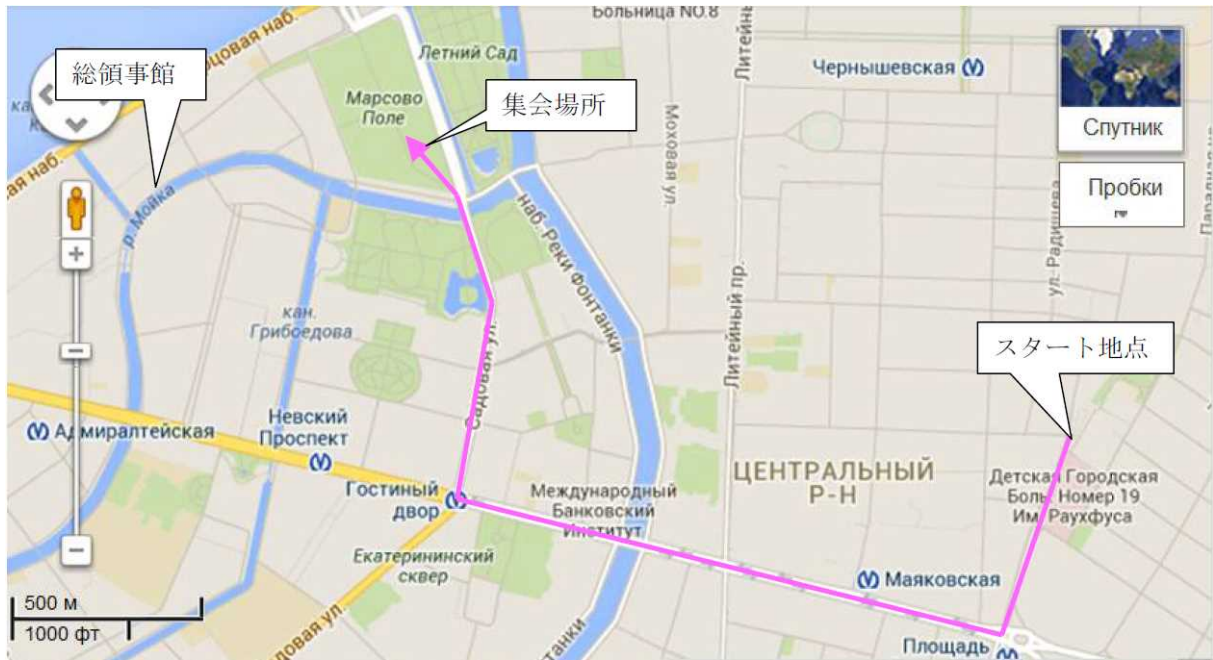 Больница NO.8
総領事館
Летний Сад
Чернышевская
集会場所
Марсово
Поле
Спутник
Моховая ул.
Пробки
р. Мойка
наб. Реки Фонтанки
ул. Радищева
Литейный пр.
кан.
Грибоедова
スタート地点
Садовая ул.
Невский
Проспект
Адмиралтейская
ЦЕНТРАЛЬНЫЙ
Р-Н
Детская Городская
Номер 19
Им. Раухфуса
Гостиный
двор
Международный
Банковский
Институт
Екатерининский
сквер
Маяковская
500 м
1000 фт
Площадь